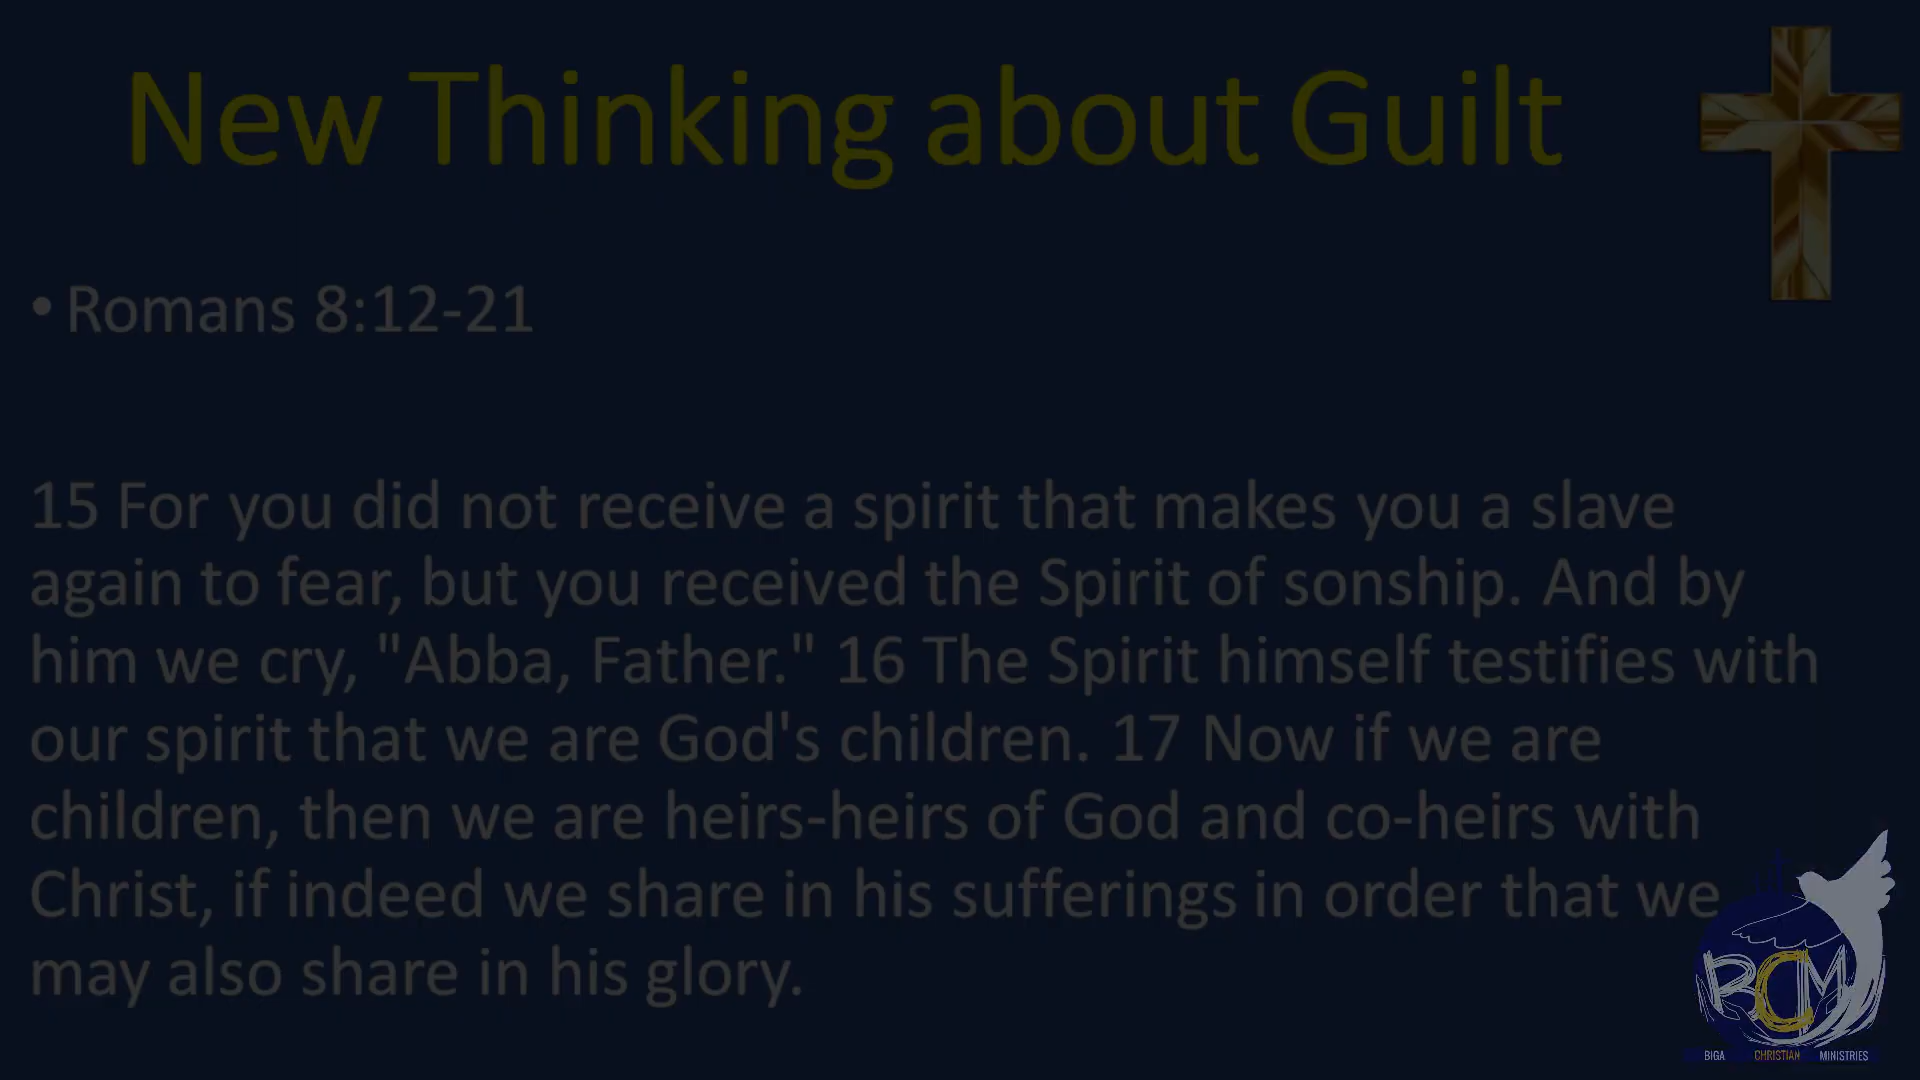 New Thinking about Guilt
• Romans 8:12-21
15 For you did not receive a spirit that makes you a slave
again to fear, but you received the Spirit of sonship. And by
him we cry, "Abba, Father." 16 The Spirit himself testifies with
our spirit that we are God's children. 17 Now if we are
children, then we are heirs-heirs of God and co-heirs with
Christ, if indeed we share in his sufferings in order that we
may also share in his glory.
BCM
BIGA CHRISTIAN MINISTRIES